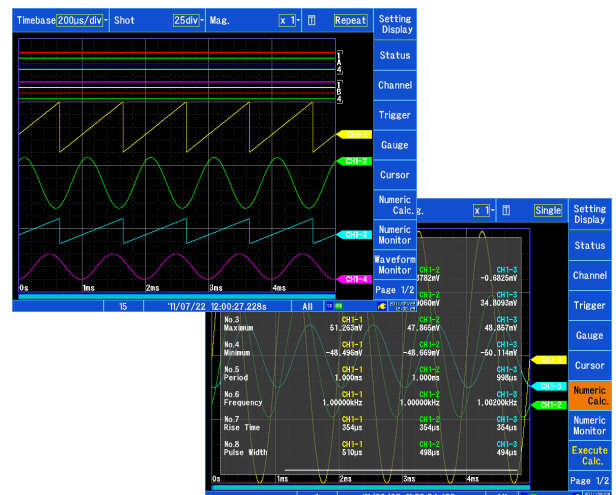 Timebase 200µs/div Shot 25div Mag. x 1 Repeat
Setting Display
Status
Channel
Trigger
Gauge
Cursor
Numeric Calc.
Numeric Monitor
Waveform Monitor
Page 1/2
1
A
4
1
B
4
CH1-1
CH1-2
CH1-3
CH1-4
0s 1ms 2ms 3ms 4ms
15 '11/07/22 12:00:27.228s All
x 1 Single
Setting Display
Status
Channel
Trigger
Gauge
Cursor
Numeric Calc.
Numeric Monitor
Execute Calc.
Page 1/2
CH1-2 CH1-3
3782mV -0.6825mV
CH1-2 CH1-3
9060mV 34.8093mV
No.3 CH1-1 CH1-2 CH1-3
Maximum 51.263mV 47.865mV 48.857mV
No.4 CH1-1 CH1-2 CH1-3
Minimum -48.496mV -48.669mV -50.114mV
No.5 CH1-1 CH1-2 CH1-3
Period 1.000ms 1.000ms 998µs
No.6 CH1-1 CH1-2 CH1-3
Frequency 1.00000kHz 1.00000kHz 1.00200kHz
No.7 CH1-1 CH1-2 CH1-3
Rise Time 354µs 354µs 354µs
No.8 CH1-1 CH1-2 CH1-3
Pulse Width 510µs 498µs 494µs
CH1-1
CH1-3
CH1-2
0s 1ms 2ms 3ms 4ms